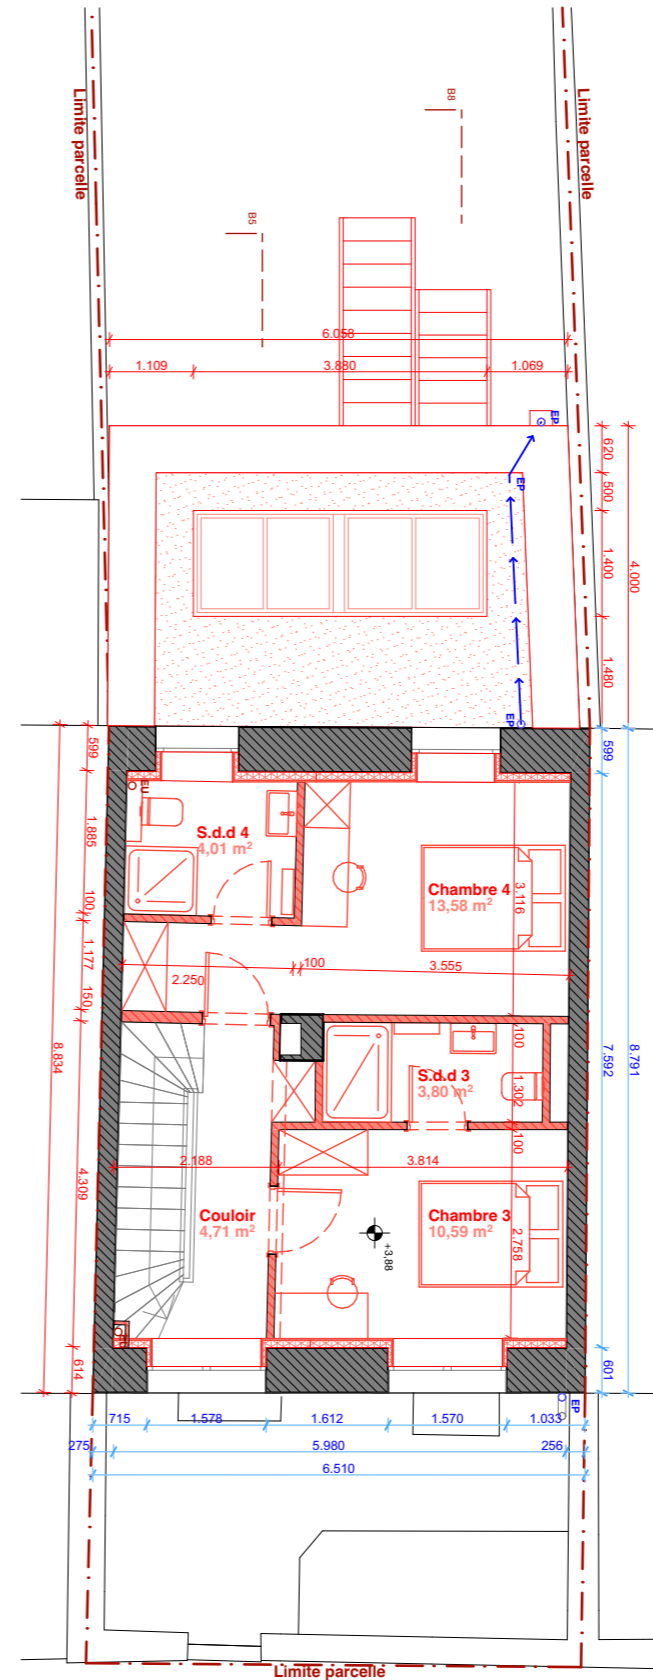 Limite parcelle
Limite parcelle
B8
B5
6.058
1.109
3.880
1.069
EP
620
EP
500
1.400
4.000
1.480
EP
599
599
EU
S.d.d 4
4,01 m²
1.885
Chambre 4
13,58 m²
3.116
100
1.177
2.250
100
3.555
150
8.834
7.592
8.791
100
S.d.d 3
3,80 m²
1.302
100
2.188
3.814
4.309
Couloir
4,71 m²
Chambre 3
10,59 m²
2.758
+3,88
614
601
EP
715
1.578
1.612
1.570
1.033
275
5.980
256
6.510
Limite parcelle